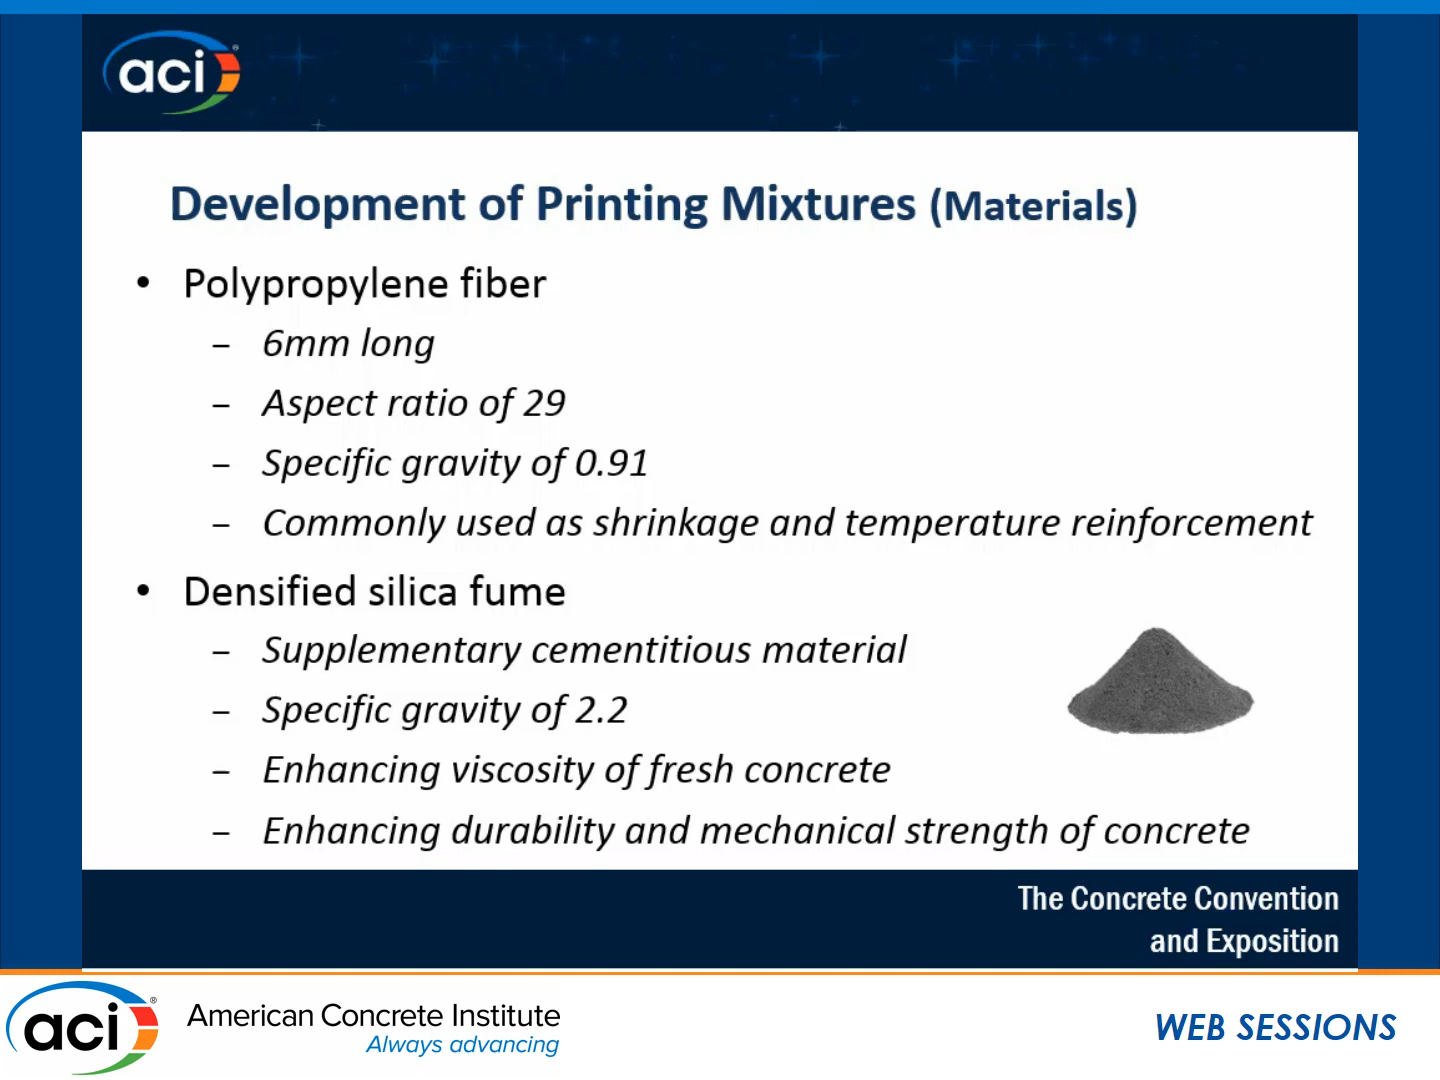 aci®
Development of Printing Mixtures (Materials)
• Polypropylene fiber
– 6mm long
– Aspect ratio of 29
– Specific gravity of 0.91
– Commonly used as shrinkage and temperature reinforcement
• Densified silica fume
– Supplementary cementitious material
– Specific gravity of 2.2
– Enhancing viscosity of fresh concrete
– Enhancing durability and mechanical strength of concrete
The Concrete Convention
and Exposition
aci®
American Concrete Institute
Always advancing
WEB SESSIONS